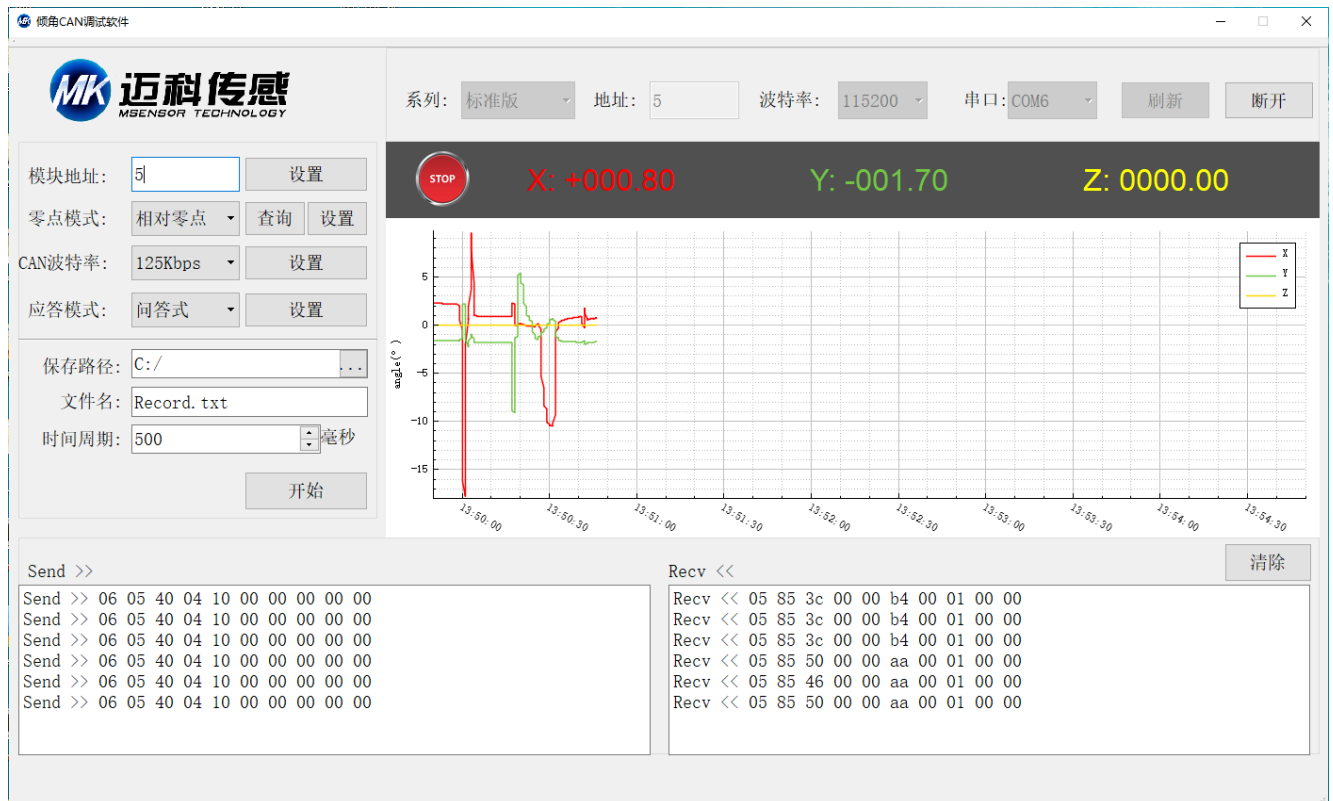 倾角CAN调试软件
MK 迈科传感
MSENSOR TECHNOLOGY
系列: 标准版 地址: 5 波特率: 115200 串口: COM6 刷新 断开
模块地址: 5 设置
零点模式: 相对零点 查询 设置
CAN波特率: 125Kbps 设置
应答模式: 问答式 设置
保存路径: C:/ ...
文件名: Record.txt
时间周期: 500 毫秒
开始
STOP X: +000.80 Y: -001.70 Z: 0000.00
X
Y
Z
angle(°)
5
0
-5
-10
-15
13:50:00 13:50:30 13:51:00 13:51:30 13:52:00 13:52:30 13:53:00 13:53:30 13:54:00 13:54:30
清除
Send >>
Send >> 06 05 40 04 10 00 00 00 00 00
Send >> 06 05 40 04 10 00 00 00 00 00
Send >> 06 05 40 04 10 00 00 00 00 00
Send >> 06 05 40 04 10 00 00 00 00 00
Send >> 06 05 40 04 10 00 00 00 00 00
Send >> 06 05 40 04 10 00 00 00 00 00
Recv <<
Recv << 05 85 3c 00 00 b4 00 01 00 00
Recv << 05 85 3c 00 00 b4 00 01 00 00
Recv << 05 85 3c 00 00 b4 00 01 00 00
Recv << 05 85 50 00 00 aa 00 01 00 00
Recv << 05 85 46 00 00 aa 00 01 00 00
Recv << 05 85 50 00 00 aa 00 01 00 00